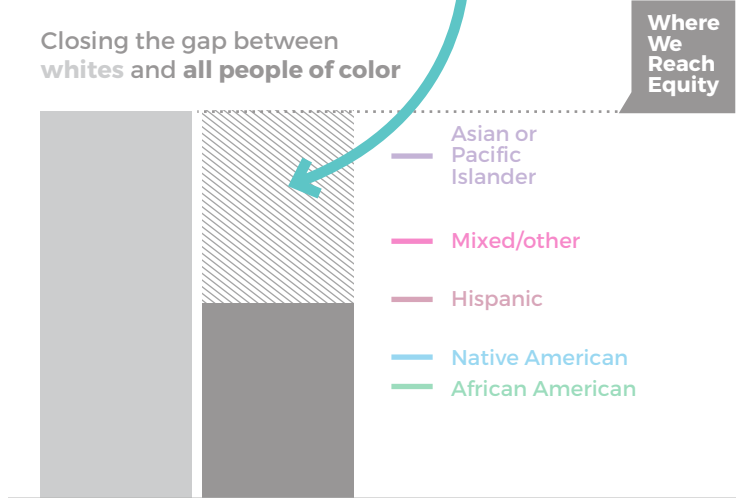 Closing the gap between
whites and all people of color
Where
We
Reach
Equity
Asian or
Pacific
Islander
Mixed/other
Hispanic
Native American
African American